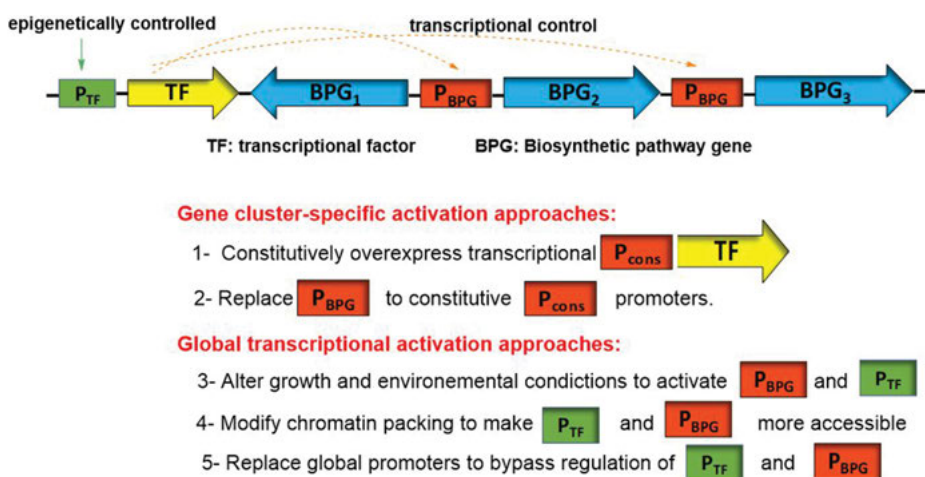 epigenetically controlled
transcriptional control
PTF TF BPG1 PBPG BPG2 PBPG BPG3
TF: transcriptional factor BPG: Biosynthetic pathway gene
Gene cluster-specific activation approaches:
1- Constitutively overexpress transcriptional Pcons TF
2- Replace PBPG to constitutive Pcons promoters.
Global transcriptional activation approaches:
3- Alter growth and environemental condictions to activate PBPG and PTF
4- Modify chromatin packing to make PTF and PBPG more accessible
5- Replace global promoters to bypass regulation of PTF and PBPG